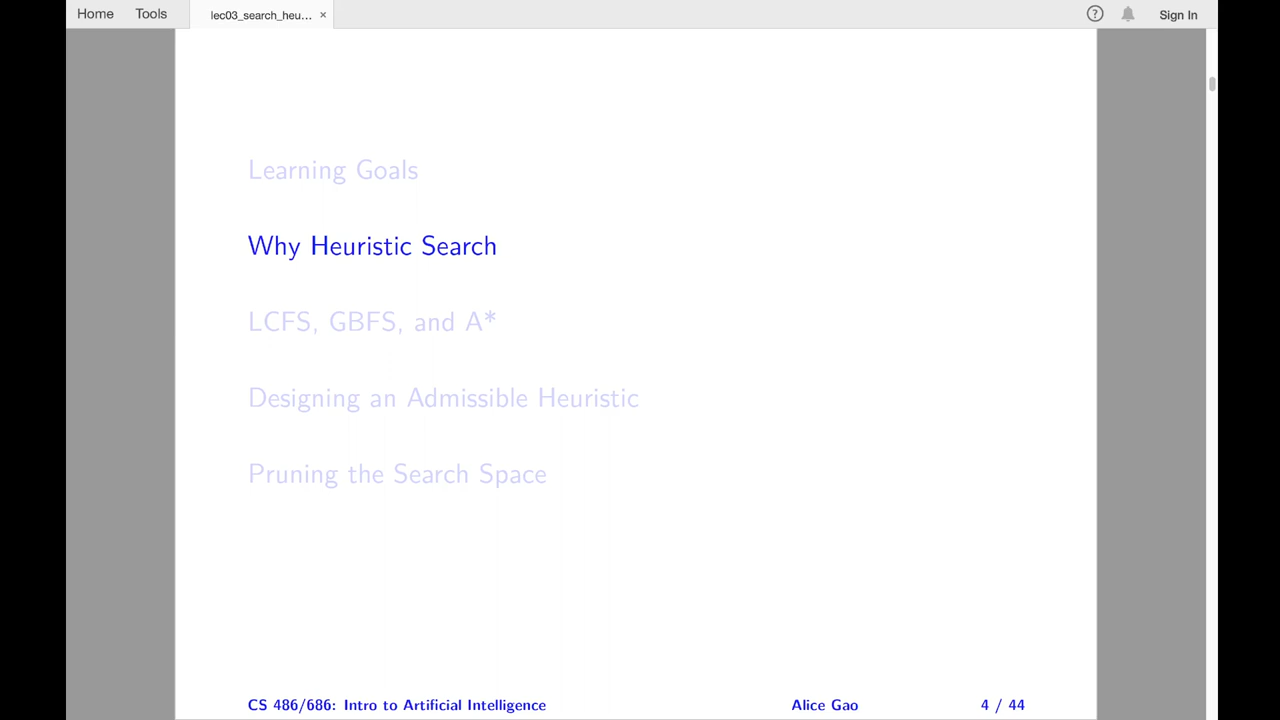 Home Tools lec03_search_heu... × ? Sign In
Learning Goals
Why Heuristic Search
LCFS, GBFS, and A*
Designing an Admissible Heuristic
Pruning the Search Space
CS 486/686: Intro to Artificial Intelligence Alice Gao 4 / 44